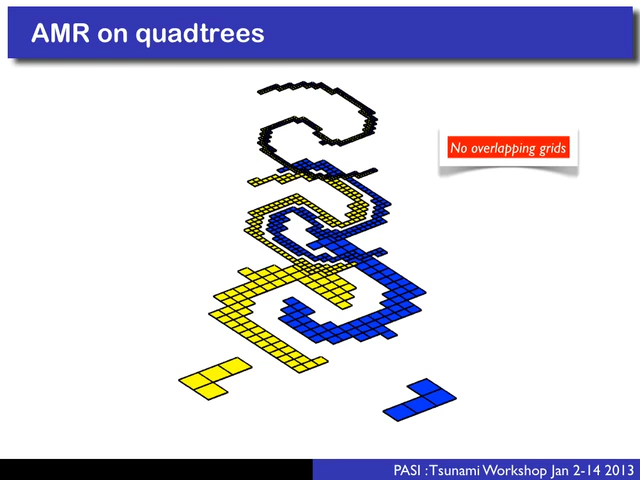 AMR on quadtrees
No overlapping grids
PASI : Tsunami Workshop Jan 2-14 2013